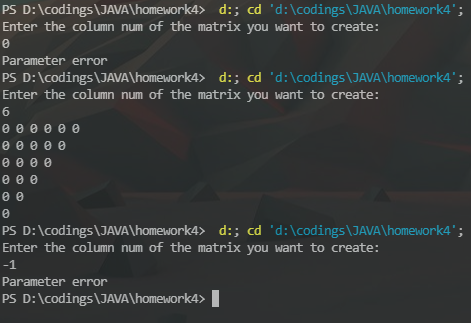 PS D:\codings\JAVA\homework4>  d:; cd 'd:\codings\JAVA\homework4';
Enter the column num of the matrix you want to create:
0
Parameter error
PS D:\codings\JAVA\homework4>  d:; cd 'd:\codings\JAVA\homework4';
Enter the column num of the matrix you want to create:
6
0 0 0 0 0 0
0 0 0 0 0
0 0 0 0
0 0 0
0 0
0
PS D:\codings\JAVA\homework4>  d:; cd 'd:\codings\JAVA\homework4';
Enter the column num of the matrix you want to create:
-1
Parameter error
PS D:\codings\JAVA\homework4>